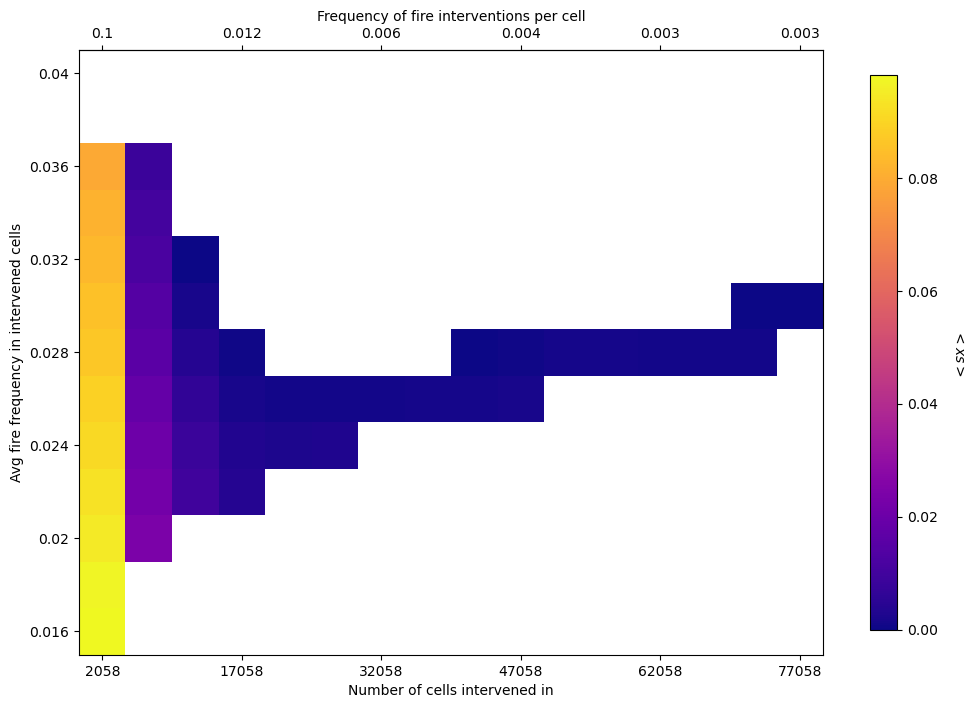 Frequency of fire interventions per cell
0.1 0.012 0.006 0.004 0.003 0.003
0.04
0.036
0.032
0.028
0.024
0.02
0.016
Avg fire frequency in intervened cells
2058 17058 32058 47058 62058 77058
Number of cells intervened in
0.08
0.06
0.04
0.02
0.00
< xs >